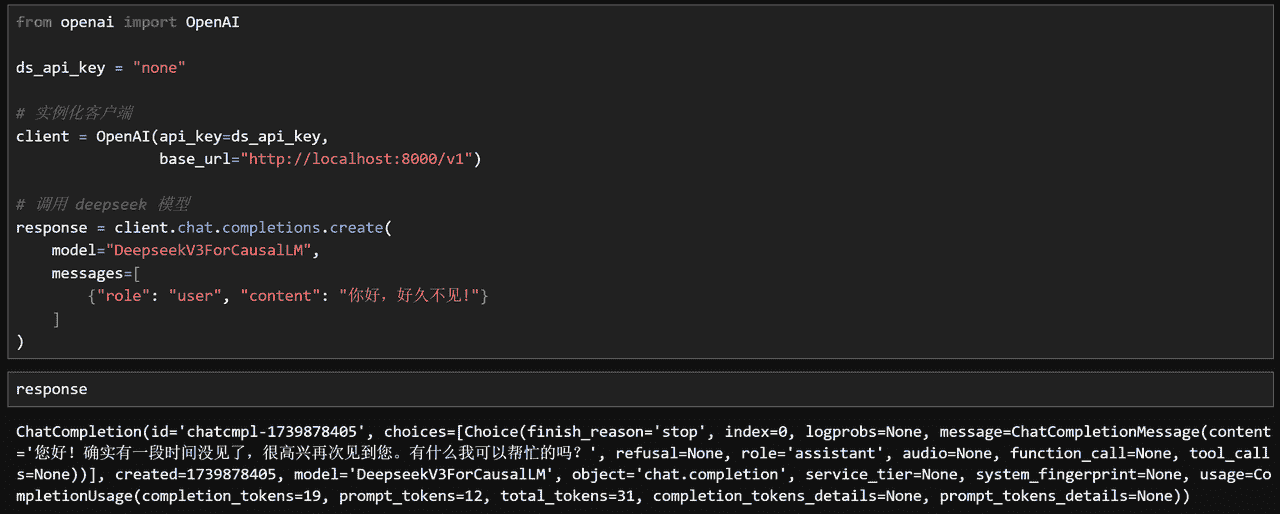 from openai import OpenAI
ds_api_key = "none"
# 实例化客户端
client = OpenAI(api_key=ds_api_key,
                base_url="http://localhost:8000/v1")
# 调用 deepseek 模型
response = client.chat.completions.create(
    model="DeepseekV3ForCausalLM",
    messages=[
        {"role": "user", "content": "你好，好久不见!"}
    ]
)
response
ChatCompletion(id='chatcmpl-1739878405', choices=[Choice(finish_reason='stop', index=0, logprobs=None, message=ChatCompletionMessage(content
='您好！确实有一段时间没见了，很高兴再次见到您。有什么我可以帮忙的吗？', refusal=None, role='assistant', audio=None, function_call=None, tool_call
s=None))], created=1739878405, model='DeepseekV3ForCausalLM', object='chat.completion', service_tier=None, system_fingerprint=None, usage=Co
mpletionUsage(completion_tokens=19, prompt_tokens=12, total_tokens=31, completion_tokens_details=None, prompt_tokens_details=None))